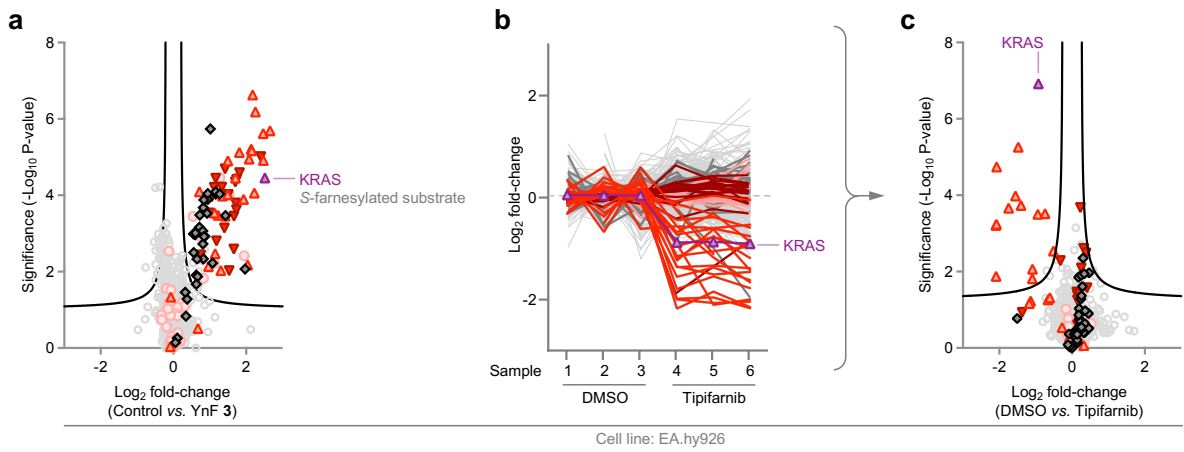 a
8
6
4
2
0
-2
0
2
Significance (-Log10 P-value)
Log2 fold-change
(Control vs. YnF 3)
KRAS
S-farnesylated substrate
b
2
0
-2
Log2 fold-change
KRAS
Sample
1
2
3
4
5
6
DMSO
Tipifarnib
c
KRAS
8
6
4
2
0
-2
0
2
Significance (-Log10 P-value)
Log2 fold-change
(DMSO vs. Tipifarnib)
Cell line: EA.hy926